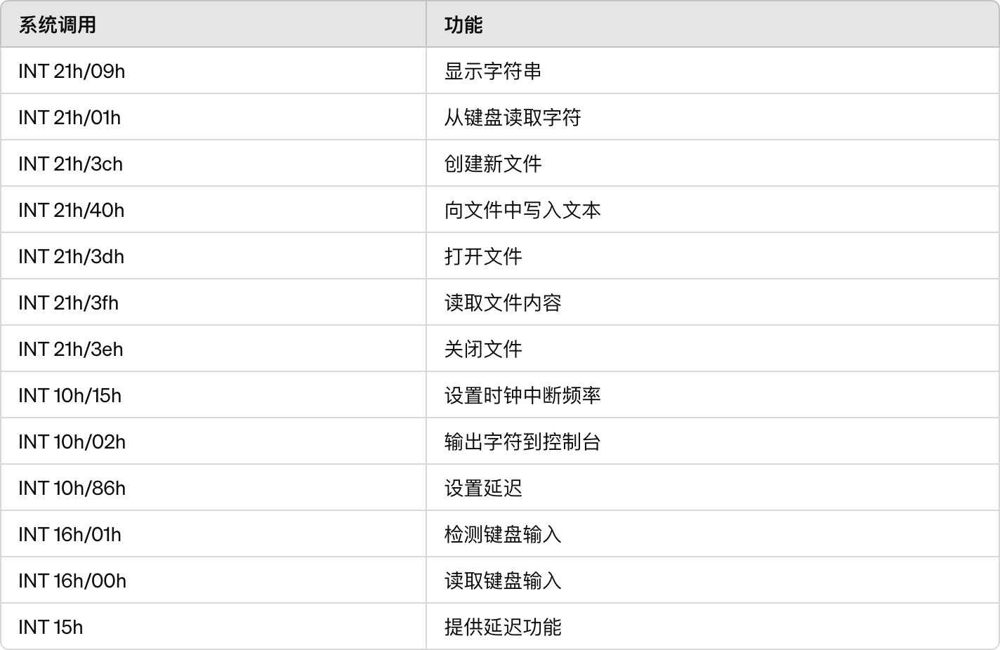 系统调用 功能
INT 21h/09h 显示字符串
INT 21h/01h 从键盘读取字符
INT 21h/3ch 创建新文件
INT 21h/40h 向文件中写入文本
INT 21h/3dh 打开文件
INT 21h/3fh 读取文件内容
INT 21h/3eh 关闭文件
INT 10h/15h 设置时钟中断频率
INT 10h/02h 输出字符到控制台
INT 10h/86h 设置延迟
INT 16h/01h 检测键盘输入
INT 16h/00h 读取键盘输入
INT 15h 提供延迟功能